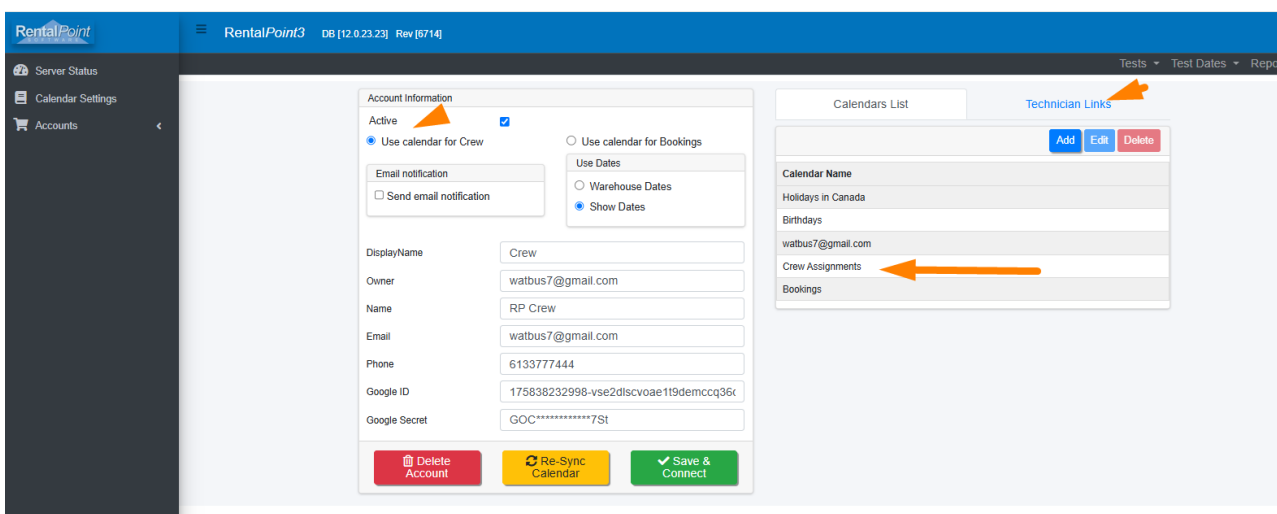 RentalPoint
SOFTWARE
RentalPoint3 DB [12.0.23.23] Rev [6714]
Tests Test Dates Repo
Server Status
Calendar Settings
Accounts
Account Information
Active
Use calendar for Crew
Use calendar for Bookings
Email notification
Send email notification
Use Dates
Warehouse Dates
Show Dates
DisplayName Crew
Owner watbus7@gmail.com
Name RP Crew
Email watbus7@gmail.com
Phone 6133777444
Google ID 175838232998-vse2dlscvoae1t9demccq36c
Google Secret GOC************7St
Delete Account
Re-Sync Calendar
Save & Connect
Calendars List Technician Links
Add Edit Delete
Calendar Name
Holidays in Canada
Birthdays
watbus7@gmail.com
Crew Assignments
Bookings